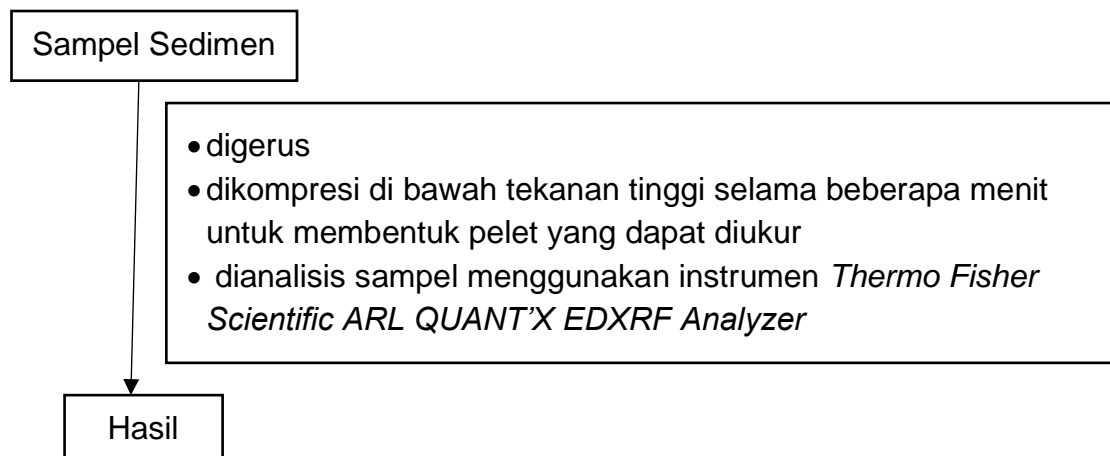 Sampel Sedimen
• digerus
• dikompresi di bawah tekanan tinggi selama beberapa menit
untuk membentuk pelet yang dapat diukur
• dianalisis sampel menggunakan instrumen Thermo Fisher
Scientific ARL QUANT’X EDXRF Analyzer
Hasil